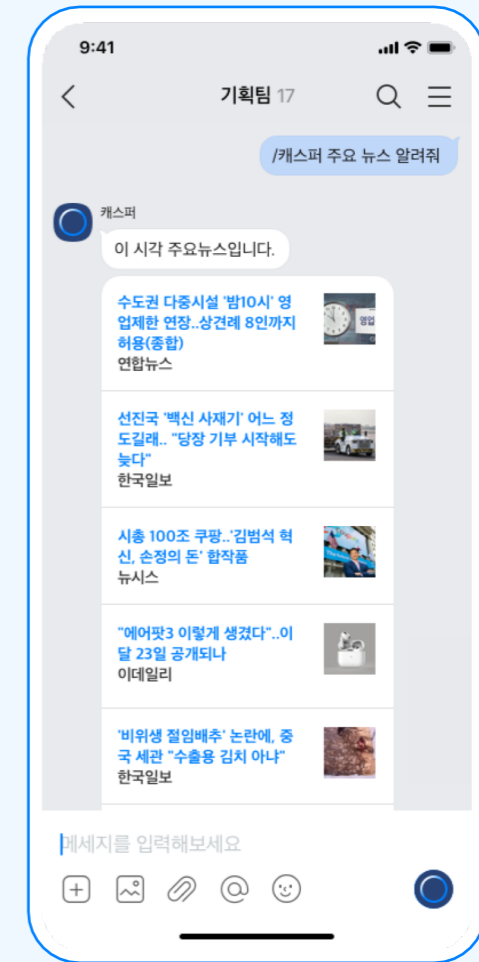 9:41
기획팀 17
/캐스퍼 주요 뉴스 알려줘
캐스퍼
이 시각 주요뉴스입니다.
수도권 다중시설 '밤10시' 영
업제한 연장..상견례 8인까지
허용(종합)
연합뉴스
영업
선진국 '백신 사재기' 어느 정
도길래.. "당장 기부 시작해도
늦다"
한국일보
시총 100조 쿠팡..'김범석 혁
신, 손정의 돈' 합작품
뉴시스
"에어팟3 이렇게 생겼다"..이
달 23일 공개되나
이데일리
'비위생 절임배추' 논란에, 중
국 세관 "수출용 김치 아냐"
한국일보
메세지를 입력해보세요